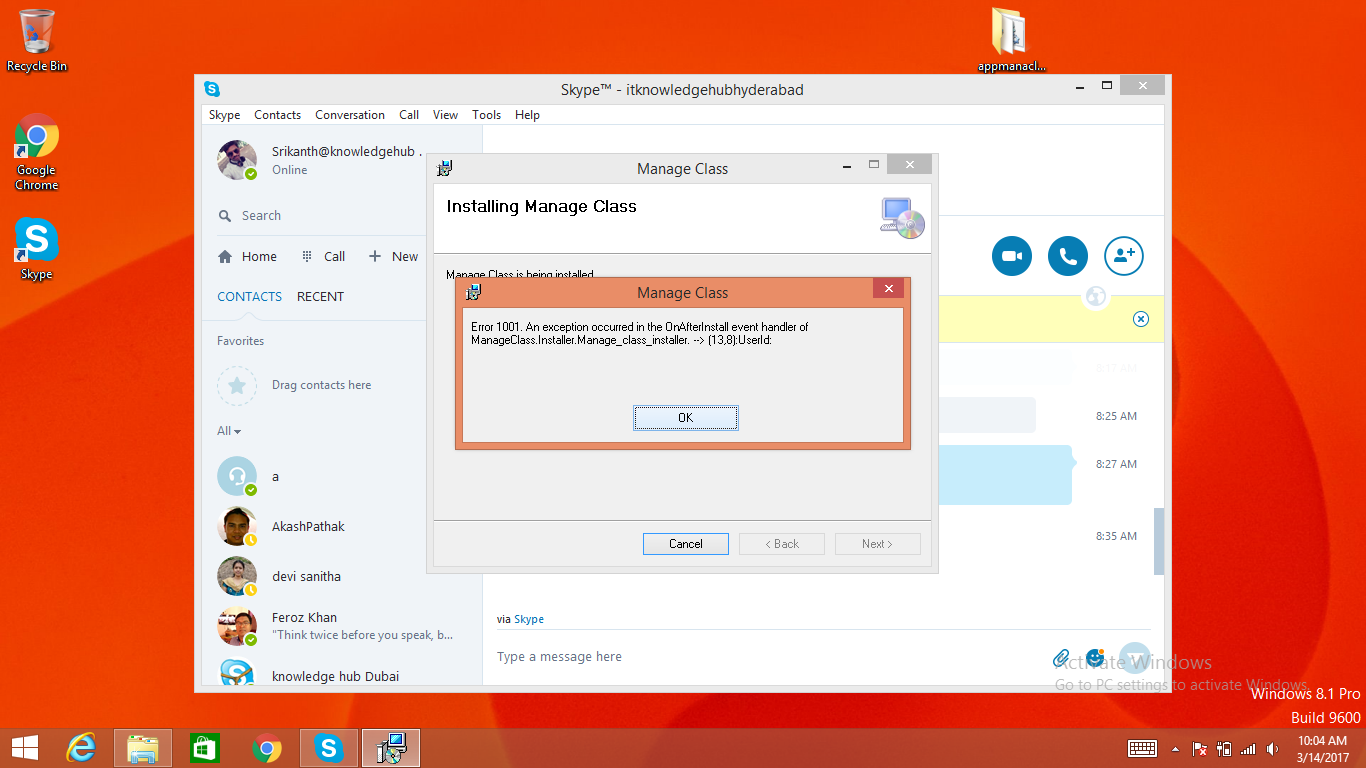 Recycle Bin
appmanacl...
Google
Chrome
Skype
Skype™ - itknowledgehubhyderabad
Skype Contacts Conversation Call View Tools Help
Srikanth@knowledgehub .
Online
Search
Home Call New
CONTACTS RECENT
Favorites
Drag contacts here
All
a
AkashPathak
devi sanitha
Feroz Khan
"Think twice before you speak, b...
knowledge hub Dubai
Manage Class
Installing Manage Class
Manage Class is being installed.
Manage Class
Error 1001. An exception occurred in the OnAfterInstall event handler of
ManageClass.Installer.Manage_class_installer. --> (13,8):UserId:
OK
Cancel < Back Next >
8:17 AM
8:25 AM
8:27 AM
8:35 AM
via Skype
Type a message here
Activate Windows
Go to PC settings to activate Windows.
Windows 8.1 Pro
Build 9600
10:04 AM
3/14/2017